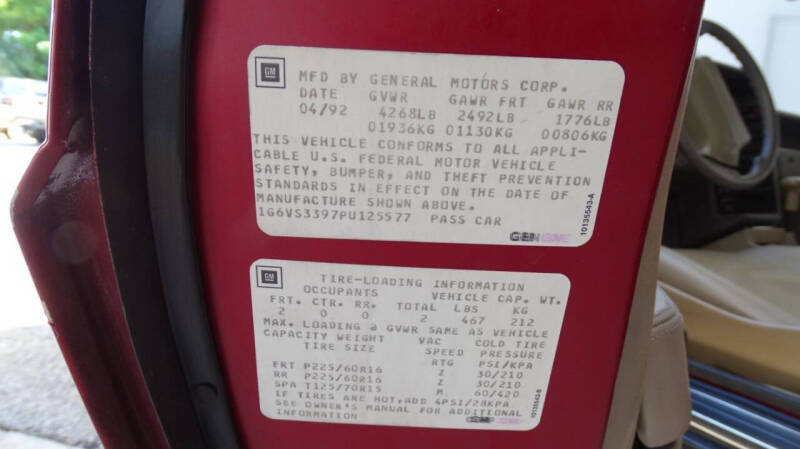 GM
MFD BY GENERAL MOTORS CORP.
DATE GVWR GAWR FRT GAWR RR
04/92 4268LB 2492LB 1776LB
01936KG 01130KG 00806KG
THIS VEHICLE CONFORMS TO ALL APPLI-
CABLE U.S. FEDERAL MOTOR VEHICLE
SAFETY, BUMPER, AND THEFT PREVENTION
STANDARDS IN EFFECT ON THE DATE OF
MANUFACTURE SHOWN ABOVE.
1G6VS3397PU125577 PASS CAR
10135543-A
GM
TIRE-LOADING INFORMATION
OCCUPANTS VEHICLE CAP. WT.
FRT. CTR. RR. TOTAL LBS KG
2 0 0 2 467 212
MAX. LOADING @ GVWR SAME AS VEHICLE
CAPACITY WEIGHT VAC COLD TIRE
TIRE SIZE SPEED PRESSURE
RTG PSI/KPA
FRT P225/60R16 Z 30/210
RR P225/60R16 Z 30/210
SPA T125/70R15 M 60/420
IF TIRES ARE HOT, ADD 4PSI/28KPA
SEE OWNER'S MANUAL FOR ADDITIONAL
INFORMATION
10135543-B